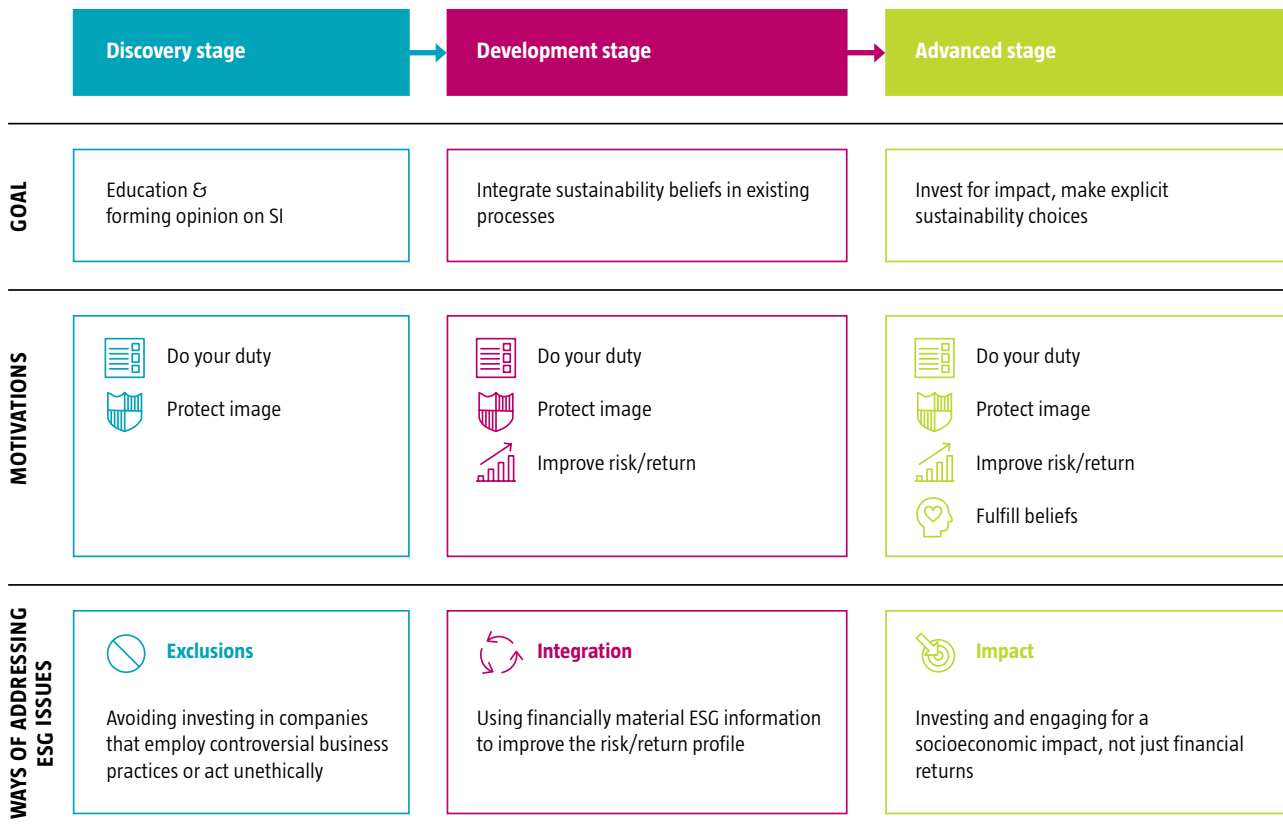 Discovery stage
Development stage
Advanced stage
GOAL
Education &
forming opinion on SI
Integrate sustainability beliefs in existing
processes
Invest for impact, make explicit
sustainability choices
MOTIVATIONS
Do your duty
Protect image
Do your duty
Protect image
Improve risk/return
Do your duty
Protect image
Improve risk/return
Fulfill beliefs
WAYS OF ADDRESSING
ESG ISSUES
Exclusions
Avoiding investing in companies
that employ controversial business
practices or act unethically
Integration
Using financially material ESG information
to improve the risk/return profile
Impact
Investing and engaging for a
socioeconomic impact, not just financial
returns